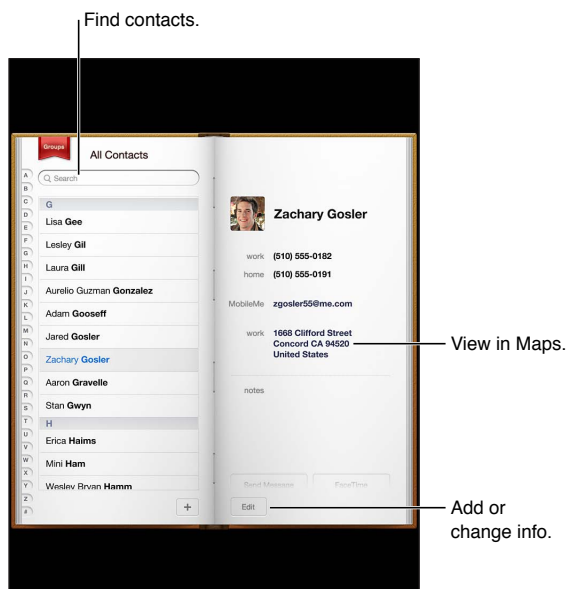 Find contacts.
Groups
All Contacts
Search
A
B
C
D
E
F
G
H
I
J
K
L
M
N
O
P
Q
R
S
T
U
V
W
X
Y
Z
#
G
Lisa Gee
Lesley Gil
Laura Gill
Aurelio Guzman Gonzalez
Adam Gooseff
Jared Gosler
Zachary Gosler
Aaron Gravelle
Stan Gwyn
H
Erica Haims
Mini Ham
Wesley Bryan Hamm
+
Zachary Gosler
work (510) 555-0182
home (510) 555-0191
MobileMe zgosler55@me.com
work 1668 Clifford Street
Concord CA 94520
United States
notes
Send Message FaceTime
Edit
View in Maps.
Add or
change info.